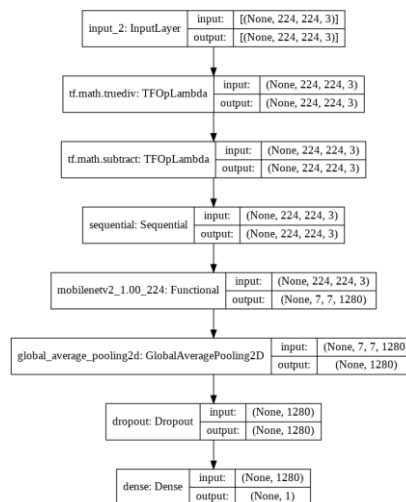 input_2: InputLayer
input: [(None, 224, 224, 3)]
output: [(None, 224, 224, 3)]
tf.math.truediv: TFOpLambda
input: (None, 224, 224, 3)
output: (None, 224, 224, 3)
tf.math.subtract: TFOpLambda
input: (None, 224, 224, 3)
output: (None, 224, 224, 3)
sequential: Sequential
input: (None, 224, 224, 3)
output: (None, 224, 224, 3)
mobilenetv2_1.00_224: Functional
input: (None, 224, 224, 3)
output: (None, 7, 7, 1280)
global_average_pooling2d: GlobalAveragePooling2D
input: (None, 7, 7, 1280)
output: (None, 1280)
dropout: Dropout
input: (None, 1280)
output: (None, 1280)
dense: Dense
input: (None, 1280)
output: (None, 1)